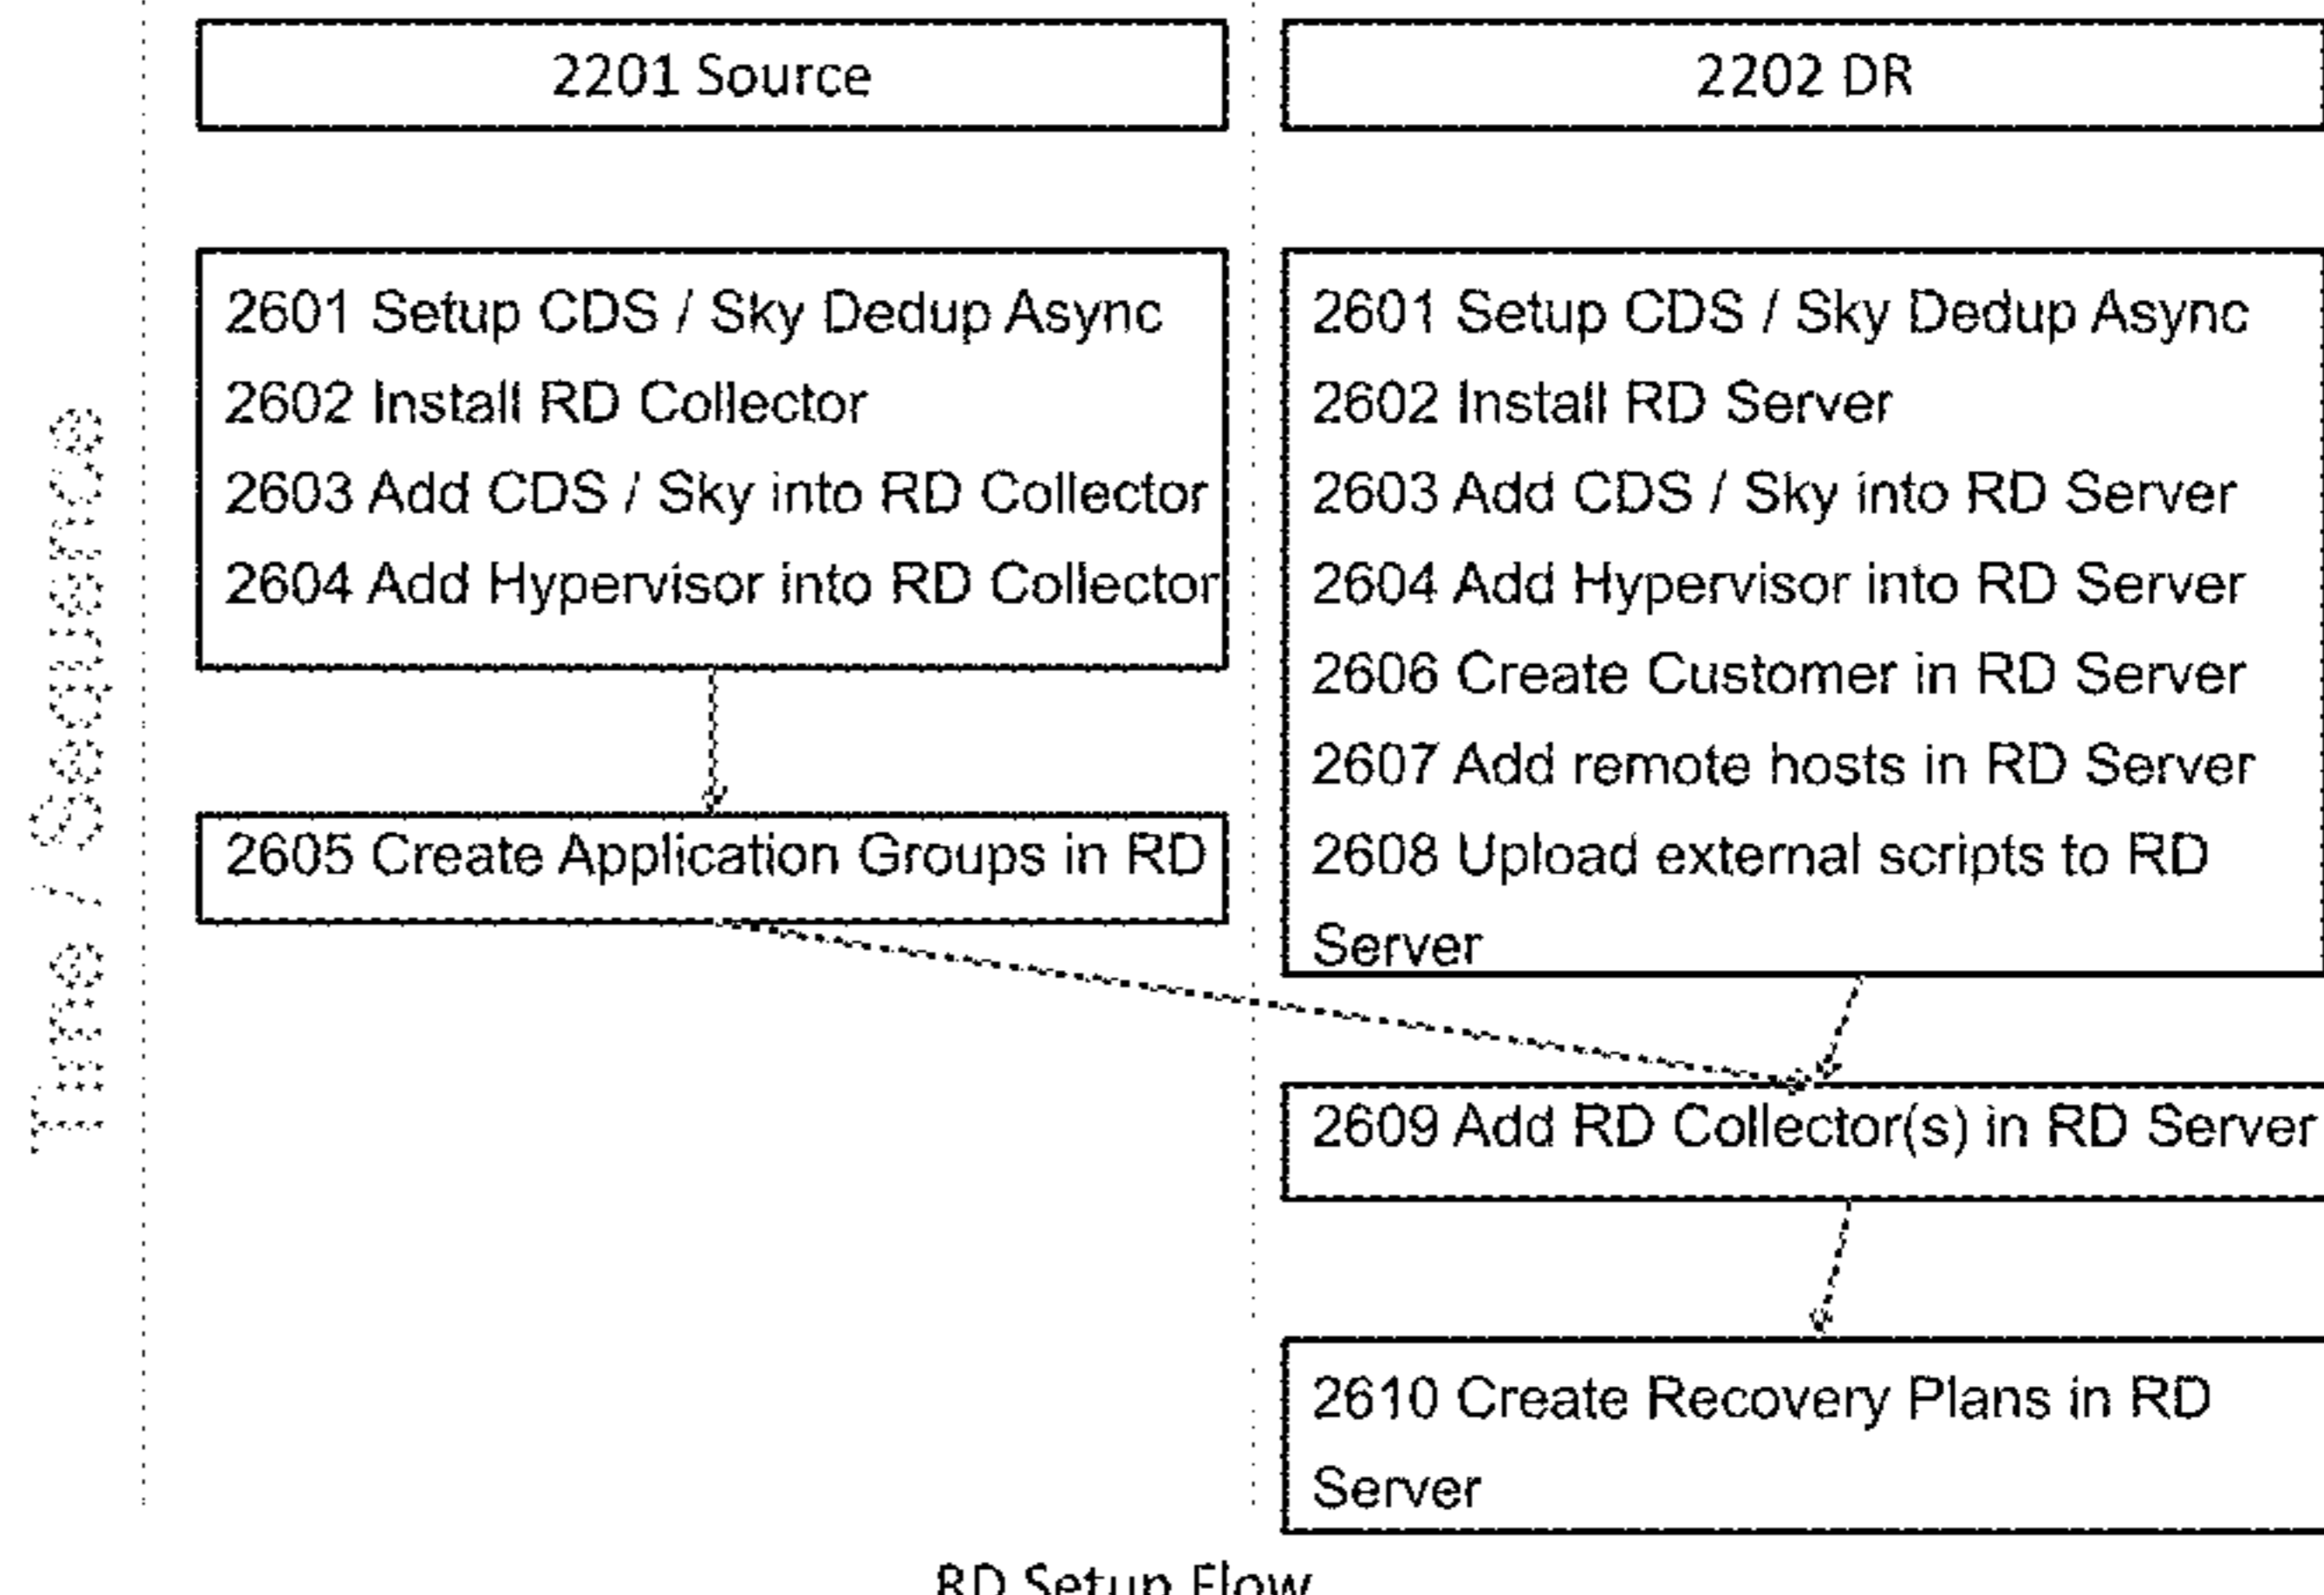 2201 Source
2202 DR
Time / Sequence
2601 Setup CDS / Sky Dedup Async
2602 Install RD Collector
2603 Add CDS / Sky into RD Collector
2604 Add Hypervisor into RD Collector
2605 Create Application Groups in RD
2601 Setup CDS / Sky Dedup Async
2602 Install RD Server
2603 Add CDS / Sky into RD Server
2604 Add Hypervisor into RD Server
2606 Create Customer in RD Server
2607 Add remote hosts in RD Server
2608 Upload external scripts to RD
Server
2609 Add RD Collector(s) in RD Server
2610 Create Recovery Plans in RD
Server
RD Setup Flow